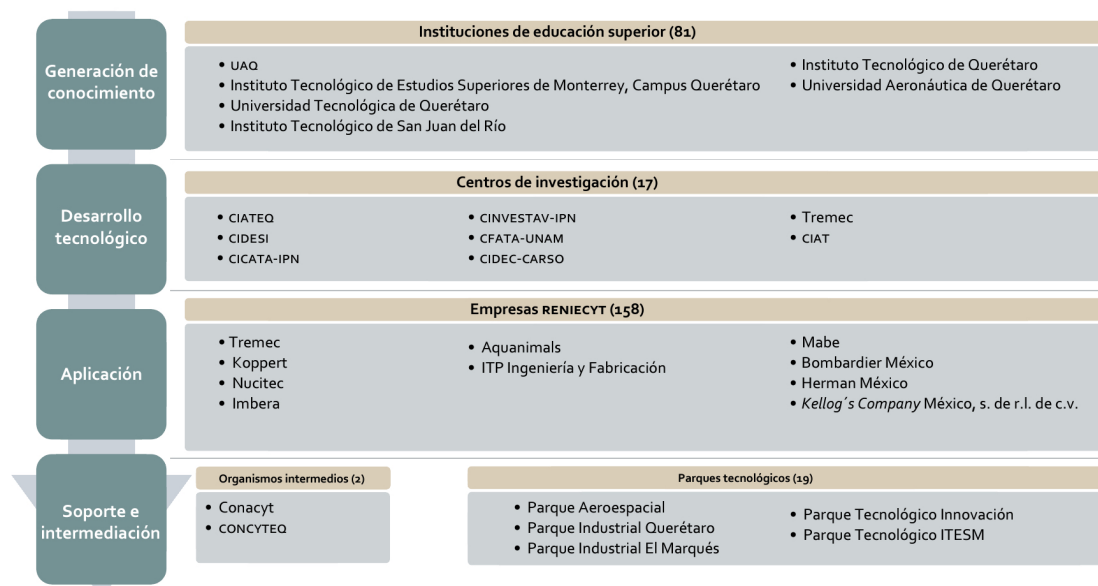 Generación de
conocimiento
Instituciones de educación superior (81)
• UAQ
• Instituto Tecnológico de Estudios Superiores de Monterrey, Campus Querétaro
• Universidad Tecnológica de Querétaro
• Instituto Tecnológico de San Juan del Río
• Instituto Tecnológico de Querétaro
• Universidad Aeronáutica de Querétaro
Desarrollo
tecnológico
Centros de investigación (17)
• CIATEQ
• CIDESI
• CICATA-IPN
• CINVESTAV-IPN
• CFATA-UNAM
• CIDEC-CARSO
• Tremec
• CIAT
Aplicación
Empresas RENIECYT (158)
• Tremec
• Koppert
• Nucitec
• Imbera
• Aquanimals
• ITP Ingeniería y Fabricación
• Mabe
• Bombardier México
• Herman México
• Kellog´s Company México, s. de r.l. de c.v.
Soporte e
intermediación
Organismos intermedios (2)
• Conacyt
• CONCYTEQ
Parques tecnológicos (19)
• Parque Aeroespacial
• Parque Industrial Querétaro
• Parque Industrial El Marqués
• Parque Tecnológico Innovación
• Parque Tecnológico ITESM